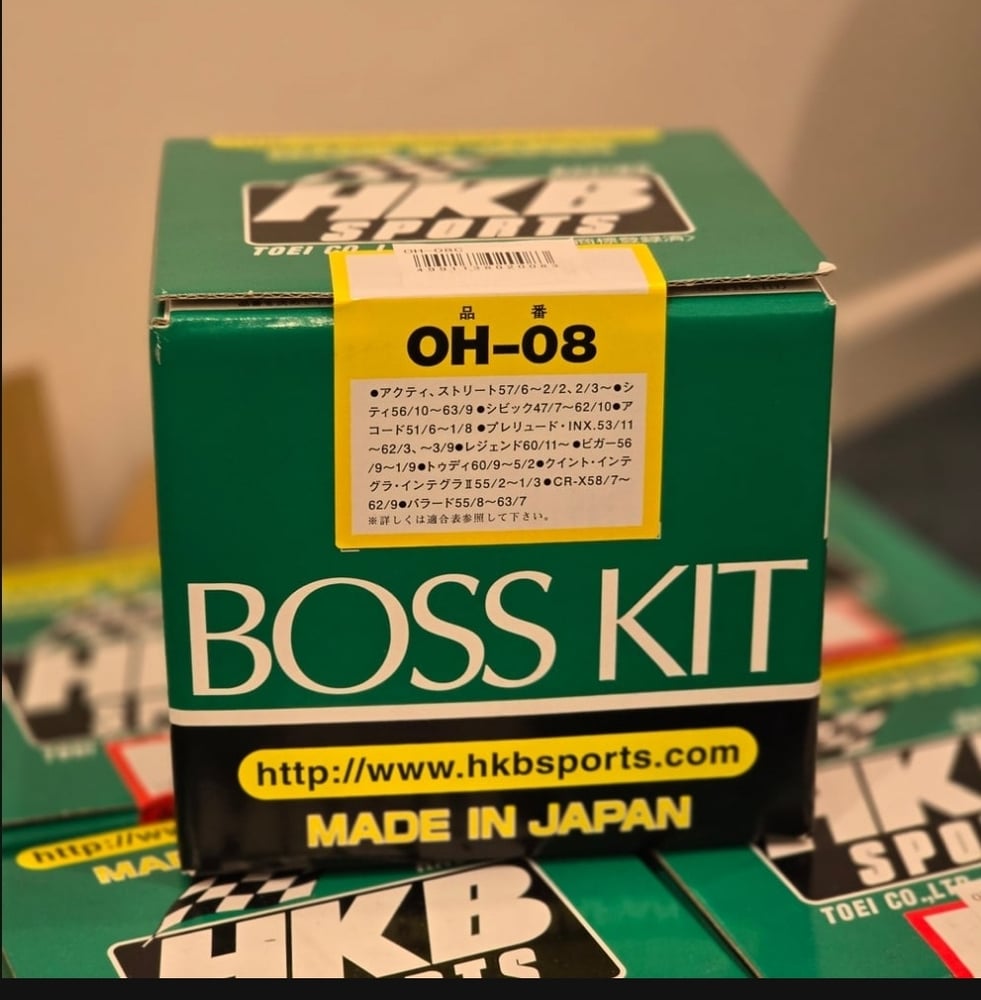 HKB
SPORTS
TOEI CO.
OH-08C
品 番
OH-08
●アクティ、ストリート57/6〜2/2、2/3〜●シ
ティ56/10〜63/9●シビック47/7〜62/10●ア
コード51/6〜1/8 ●プレリュード・INX.53/11
〜62/3、〜3/9●レジェンド60/11〜 ●ビガー56
/9〜1/9●トゥディ60/9〜5/2●クイント・インテ
グラ・インテグラⅡ55/2〜1/3●CR-X58/7〜
62/9●バラード55/8〜63/7
※詳しくは適合表参照して下さい。
BOSS KIT
http://www.hkbsports.com
MADE IN JAPAN
HKB
SPORTS
TOEI CO.,LTD